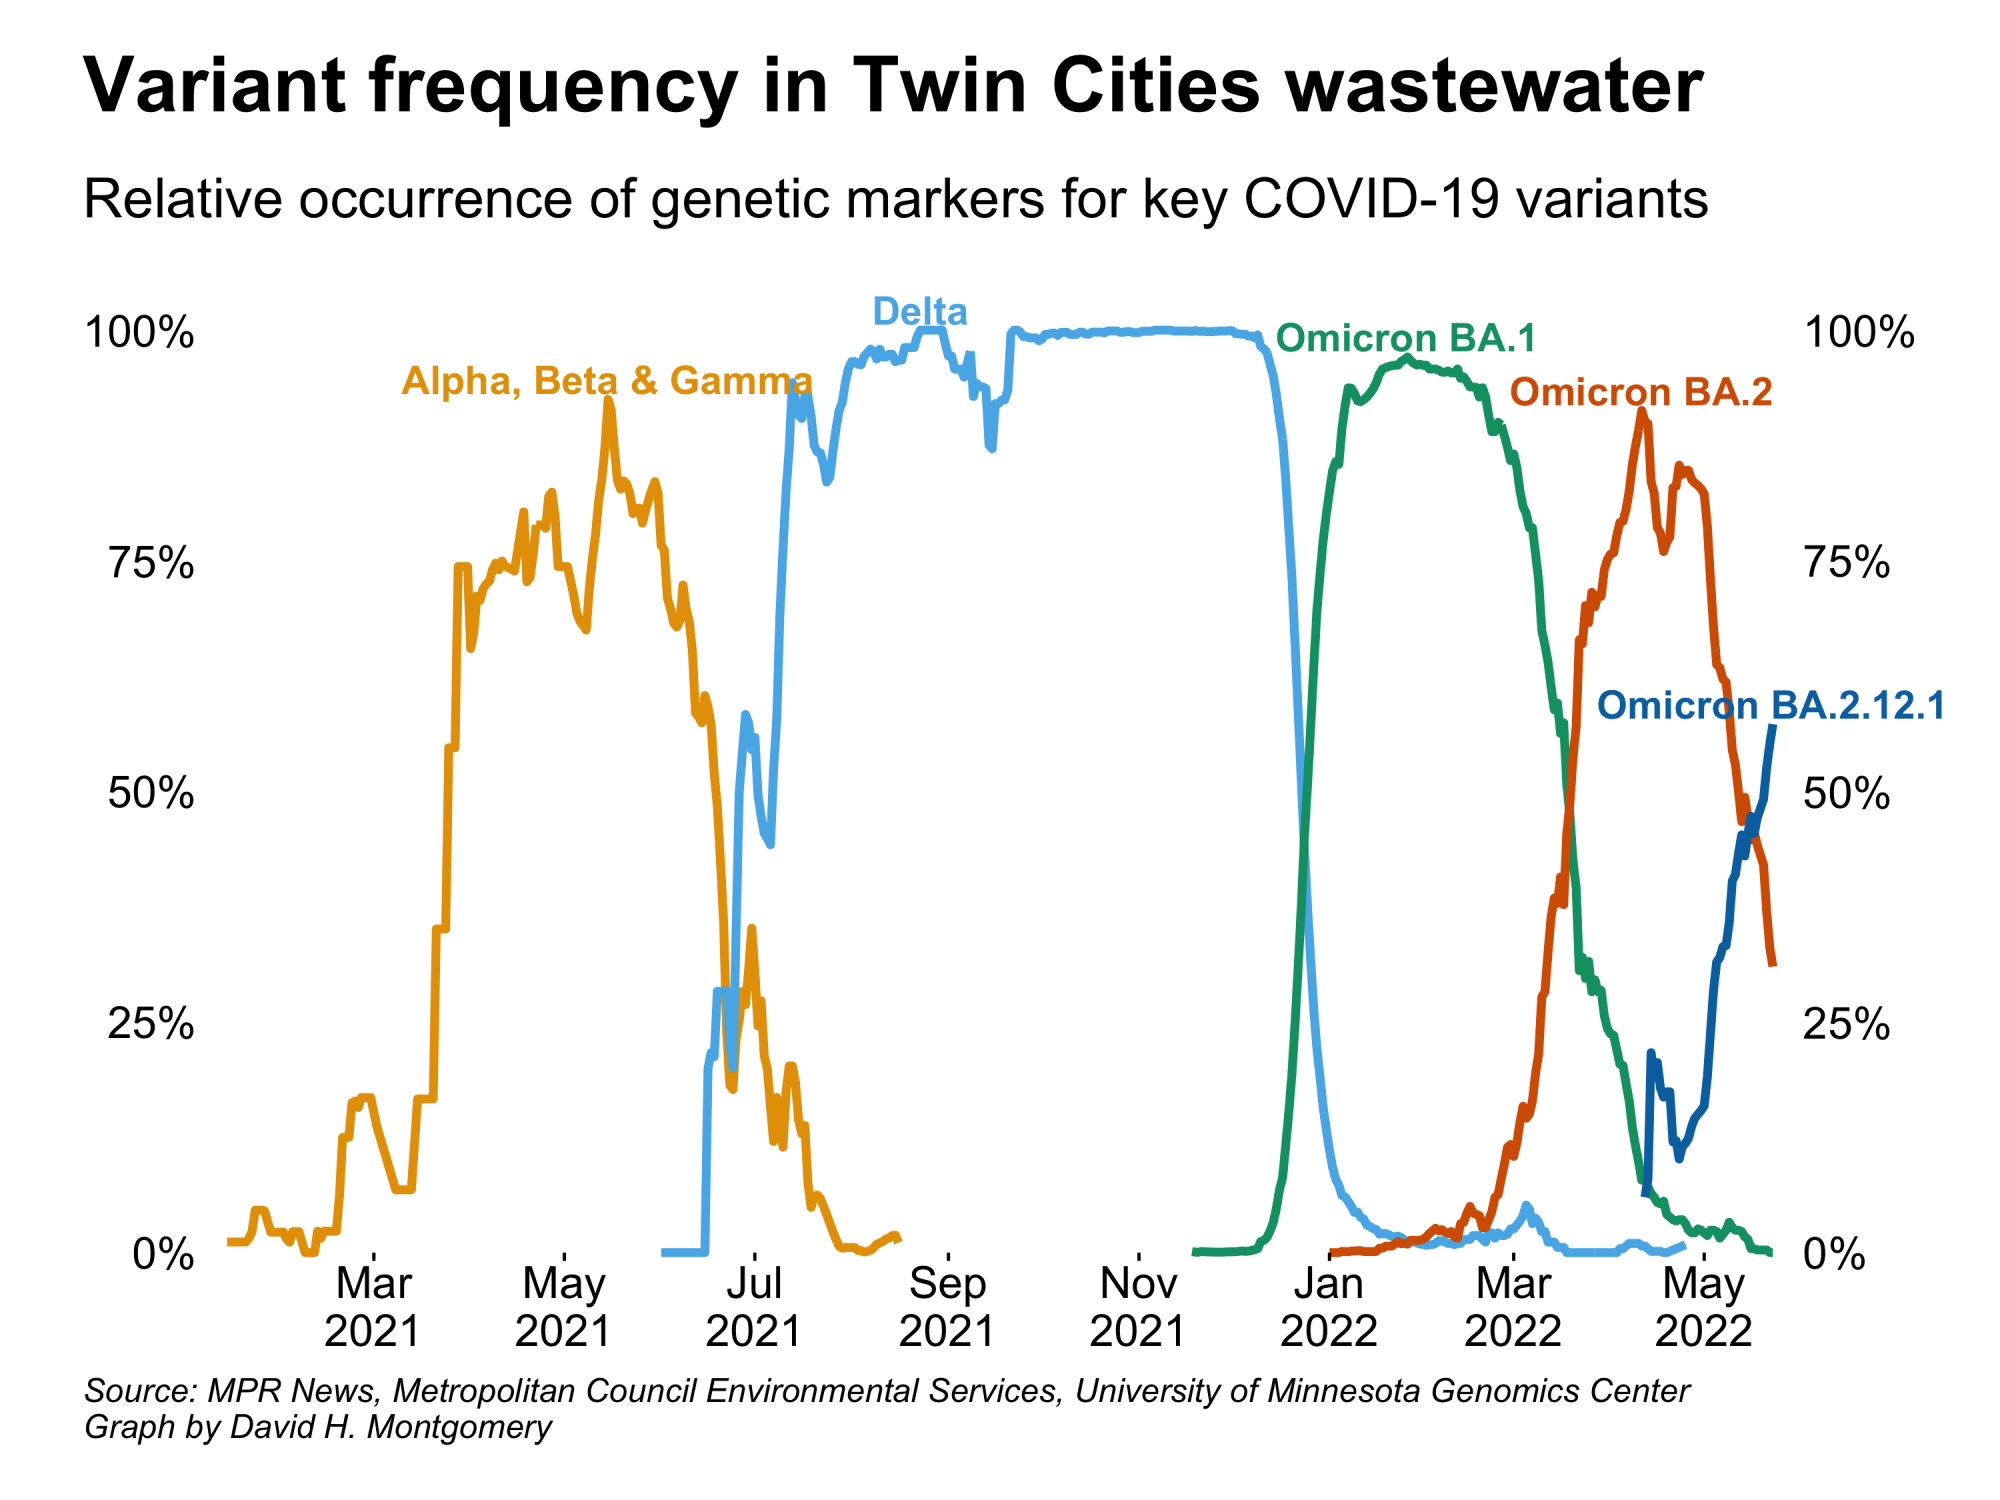 Variant frequency in Twin Cities wastewater
Relative occurrence of genetic markers for key COVID-19 variants
Delta
100%
Omicron BA.1
100%
Alpha, Beta & Gamma
Omicron BA.2
75%
75%
Omicron BA.2.12.1
50%
50%
25%
25%
0%
0%
Mar May Jul Sep Nov Jan Mar May
2021 2021 2021 2021 2021 2022 2022 2022
Source: MPR News, Metropolitan Council Environmental Services, University of Minnesota Genomics Center
Graph by David H. Montgomery